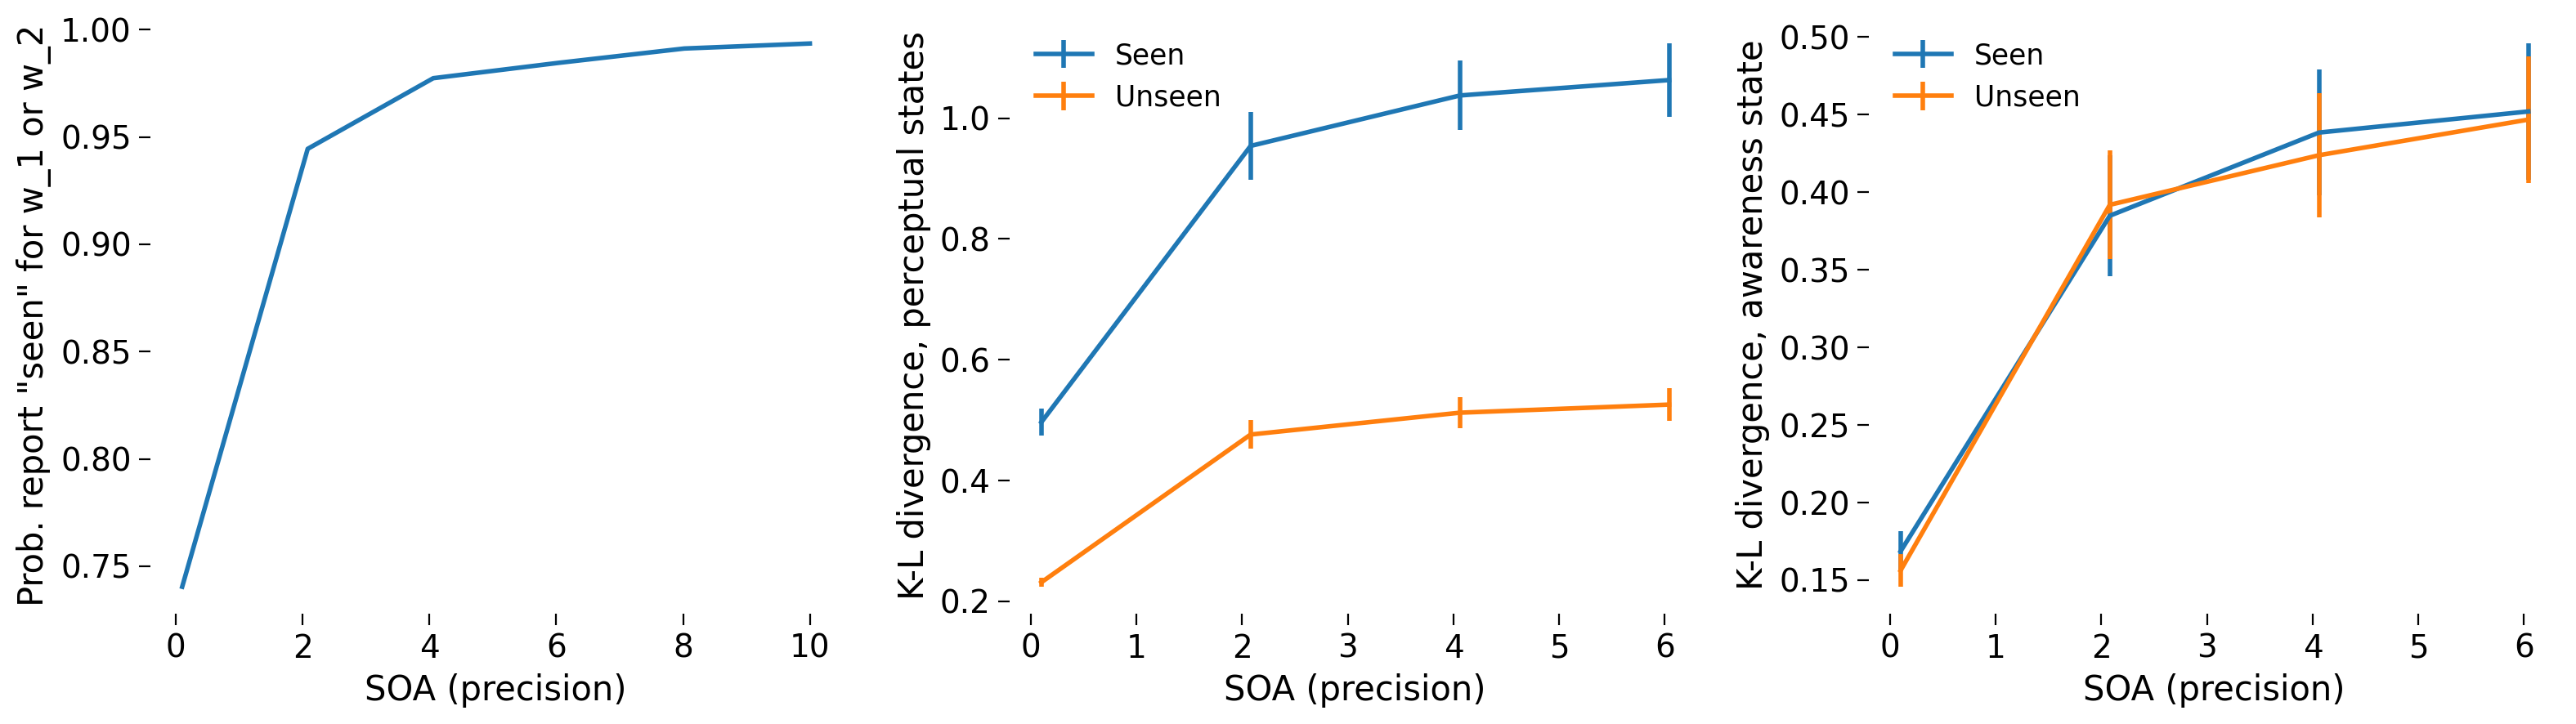 Prob. report "seen" for w_1 or w_2
1.00
0.95
0.90
0.85
0.80
0.75
0 2 4 6 8 10
SOA (precision)
K-L divergence, perceptual states
Seen
Unseen
1.0
0.8
0.6
0.4
0.2
0 1 2 3 4 5 6
SOA (precision)
K-L divergence, awareness state
Seen
Unseen
0.50
0.45
0.40
0.35
0.30
0.25
0.20
0.15
0 1 2 3 4 5 6
SOA (precision)